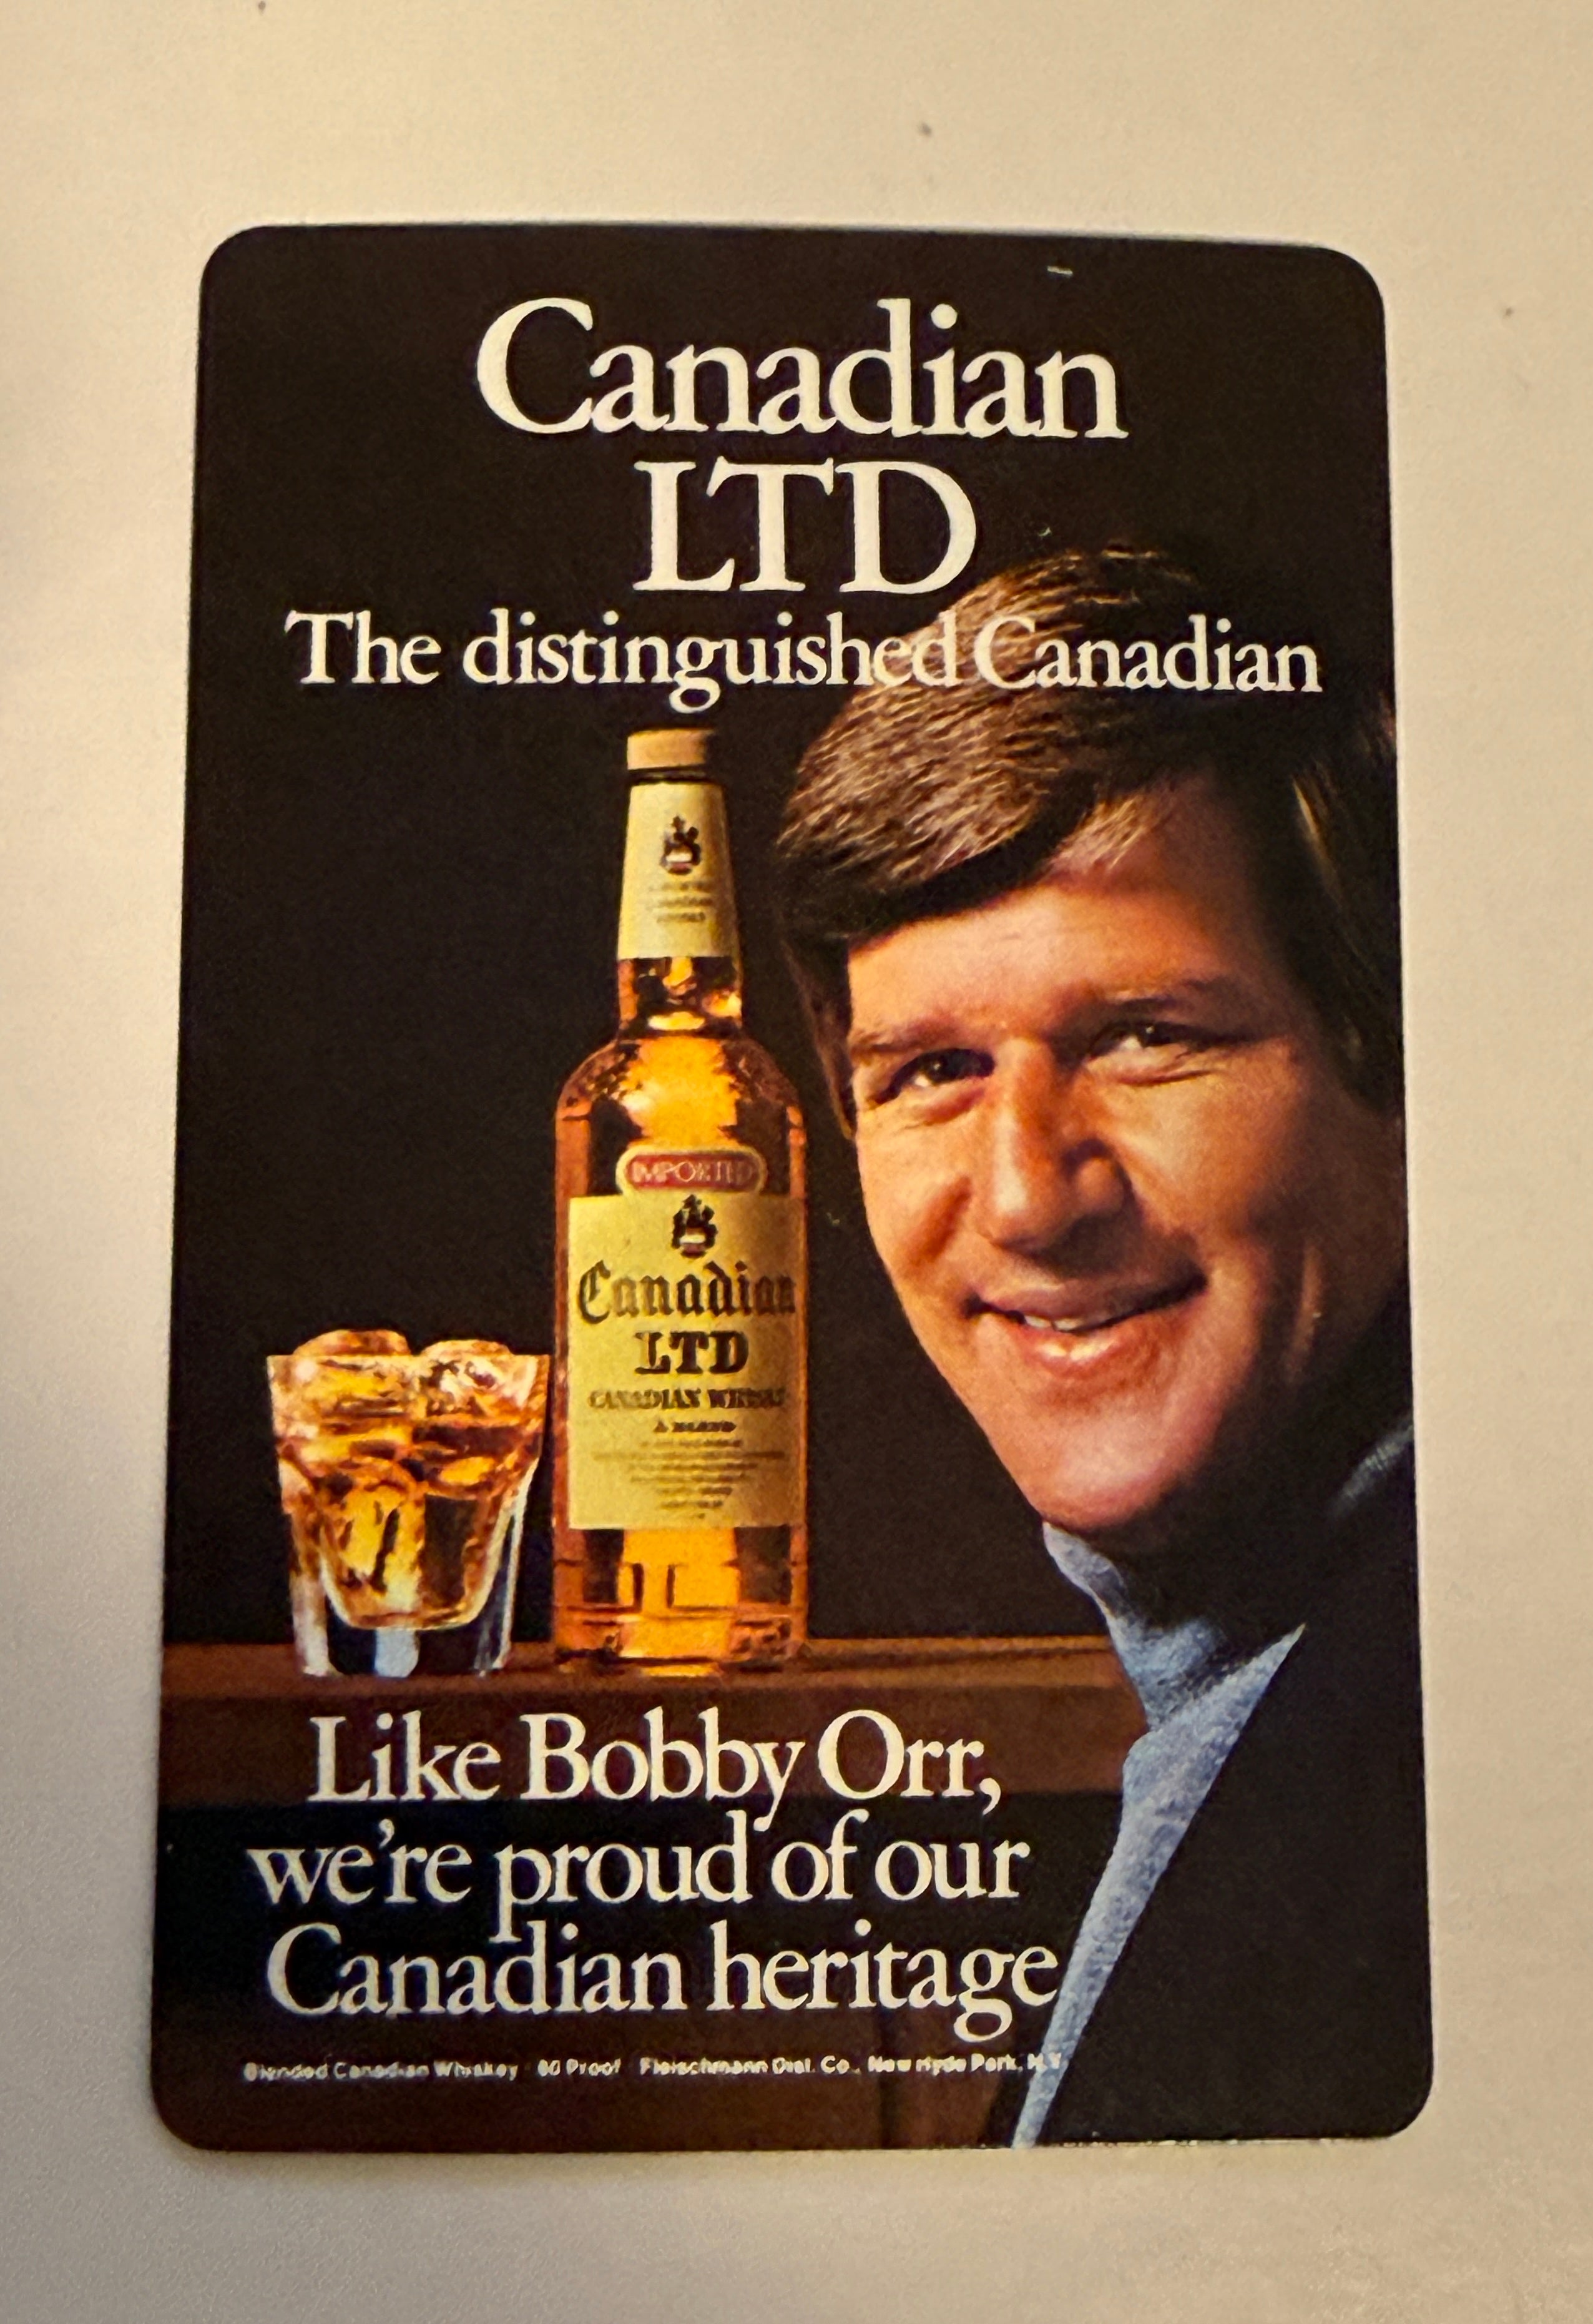 Canadian
LTD
The distinguished Canadian
IMPORTED
Canadian
LTD
CANADIAN WHISKY
A BLEND
Like Bobby Orr,
we're proud of our
Canadian heritage
Blended Canadian Whiskey 80 Proof Fleischmann Dist. Co., New Hyde Park, N.Y.